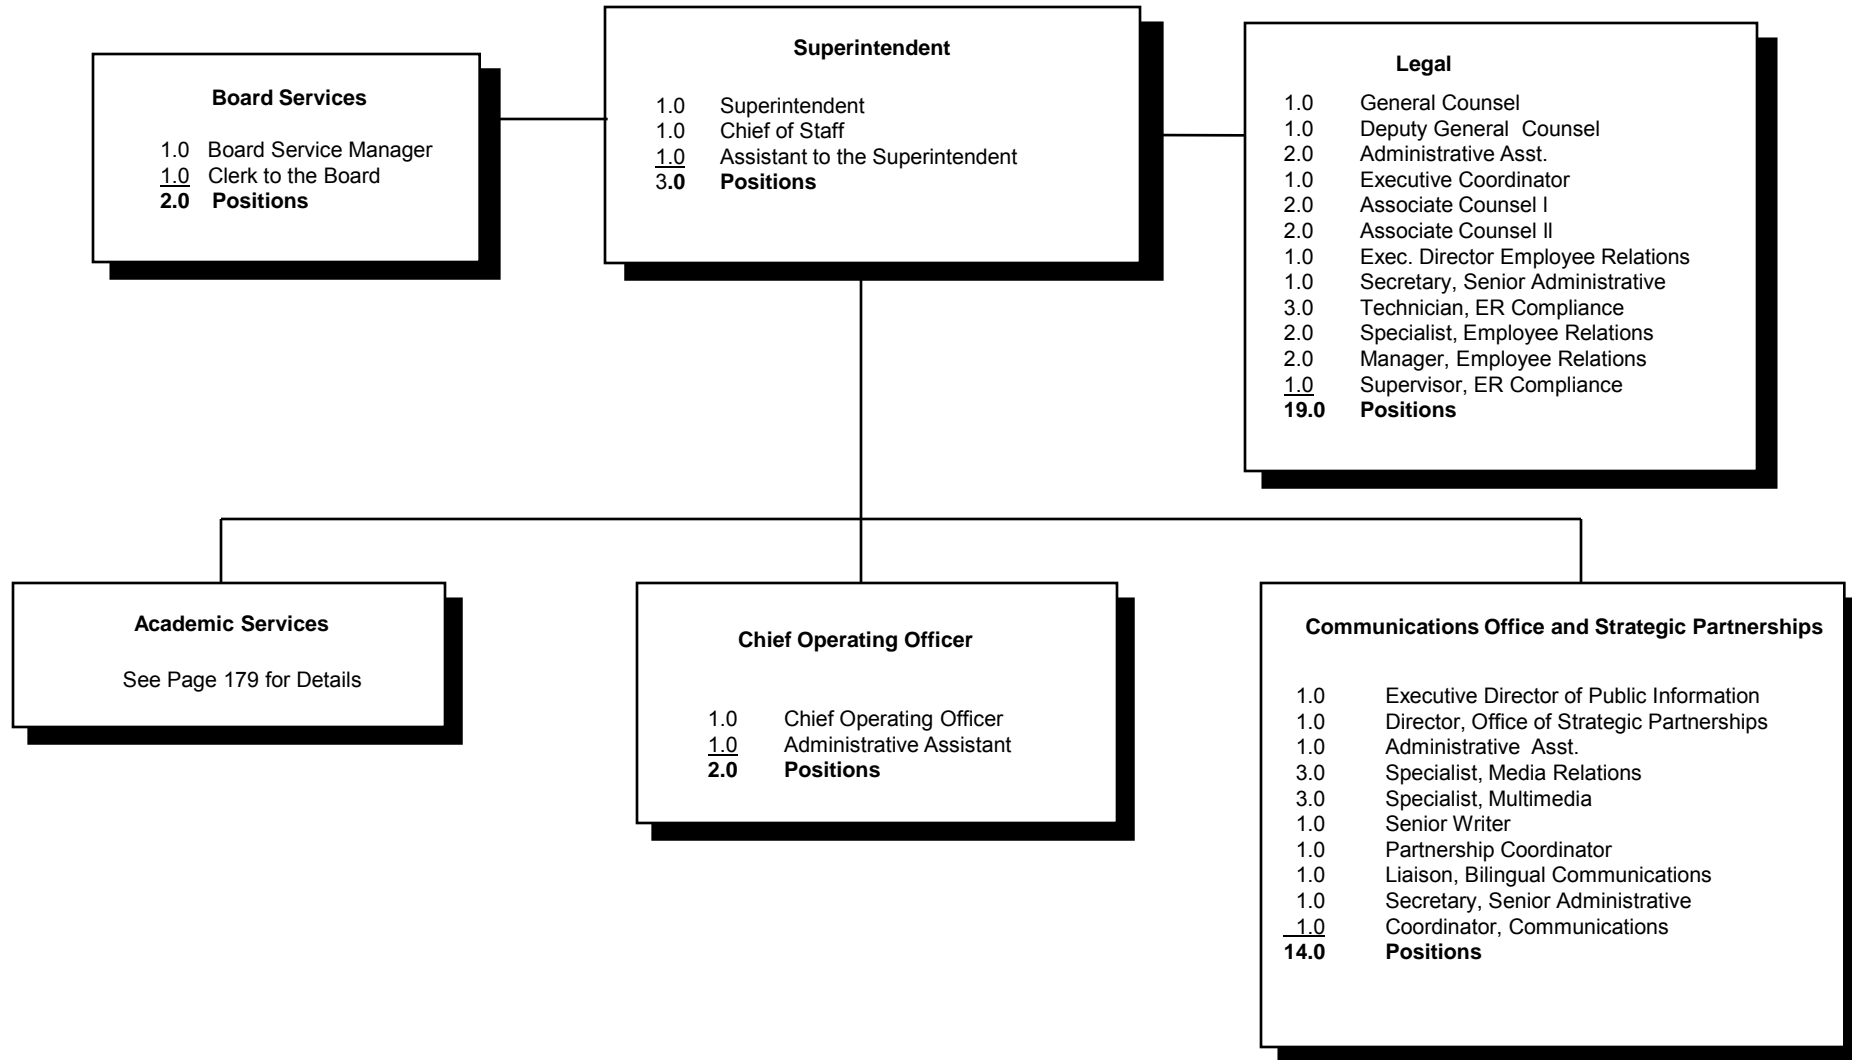 Board Services
1.0 Board Service Manager
1.0 Clerk to the Board
2.0 Positions
Superintendent
1.0 Superintendent
1.0 Chief of Staff
1.0 Assistant to the Superintendent
3.0 Positions
Legal
1.0 General Counsel
1.0 Deputy General Counsel
2.0 Administrative Asst.
1.0 Executive Coordinator
2.0 Associate Counsel I
2.0 Associate Counsel II
1.0 Exec. Director Employee Relations
1.0 Secretary, Senior Administrative
3.0 Technician, ER Compliance
2.0 Specialist, Employee Relations
2.0 Manager, Employee Relations
1.0 Supervisor, ER Compliance
19.0 Positions
Academic Services
See Page 179 for Details
Chief Operating Officer
1.0 Chief Operating Officer
1.0 Administrative Assistant
2.0 Positions
Communications Office and Strategic Partnerships
1.0 Executive Director of Public Information
1.0 Director, Office of Strategic Partnerships
1.0 Administrative Asst.
3.0 Specialist, Media Relations
3.0 Specialist, Multimedia
1.0 Senior Writer
1.0 Partnership Coordinator
1.0 Liaison, Bilingual Communications
1.0 Secretary, Senior Administrative
1.0 Coordinator, Communications
14.0 Positions